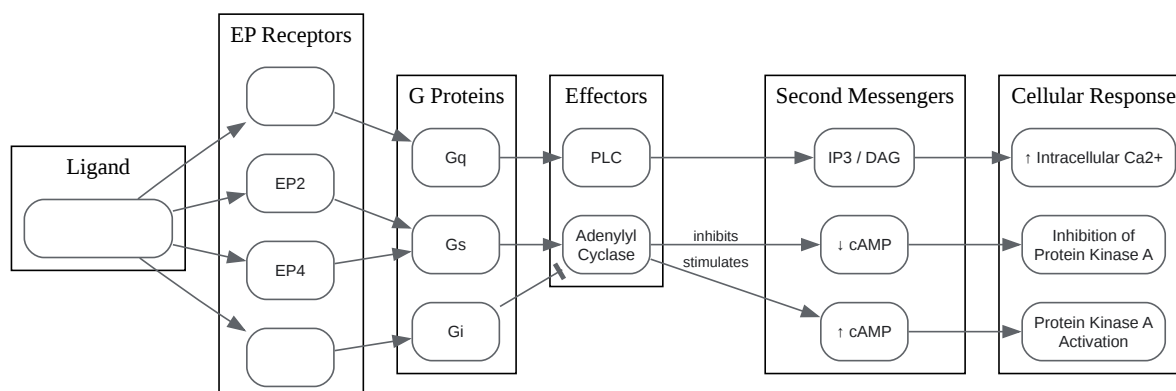 EP Receptors
EP2
EP4
Ligand
G Proteins
Gq
Gs
Gi
Effectors
PLC
Adenylyl
Cyclase
inhibits
stimulates
Second Messengers
IP3 / DAG
↓ cAMP
↑ cAMP
Cellular Response
↑ Intracellular Ca2+
Inhibition of
Protein Kinase A
Protein Kinase A
Activation